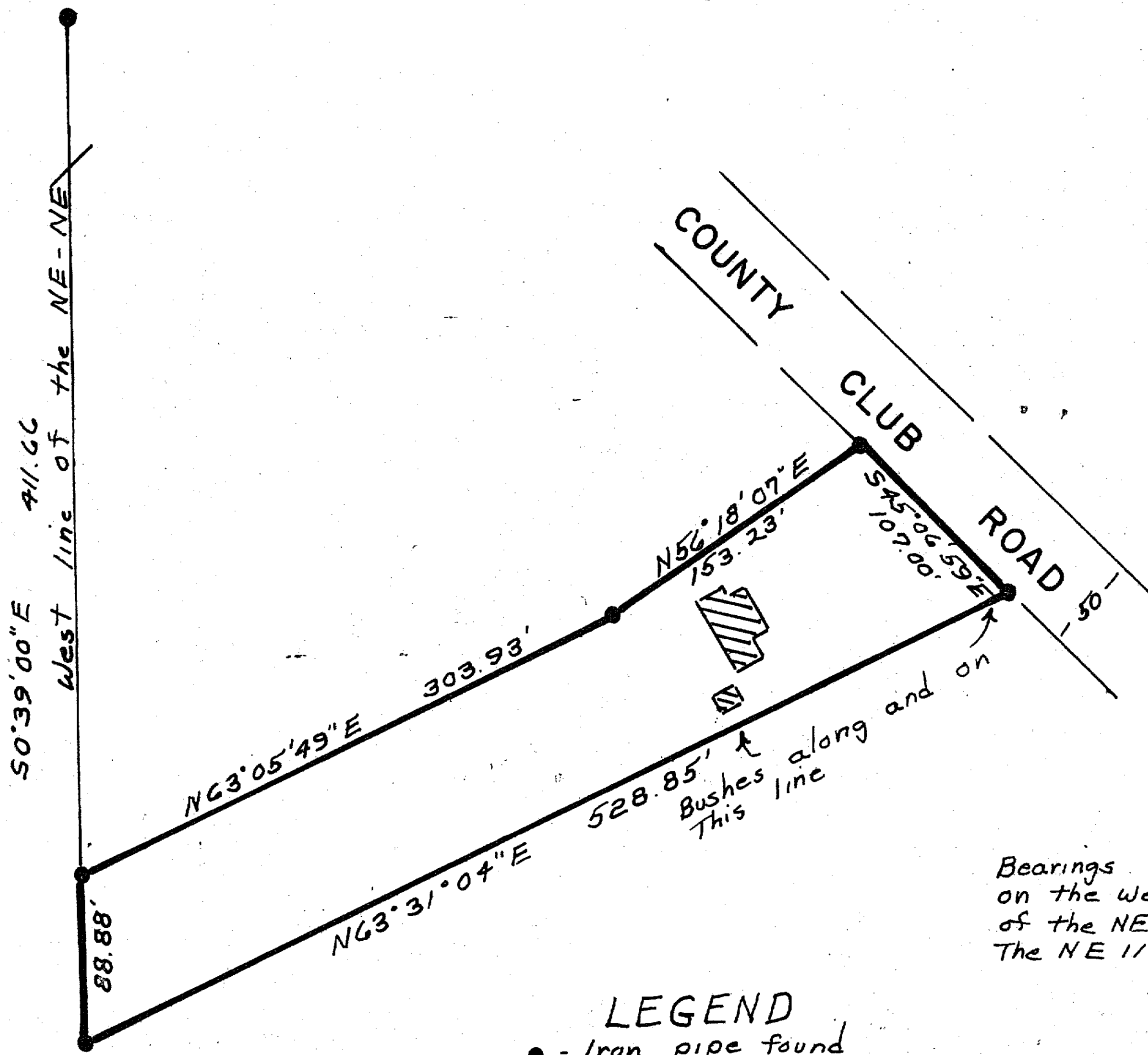 S0°39'00"E 411.66
West line of the NE-NE
COUNTY
CLUB
ROAD
N56°18'07"E
153.23'
S45°06'59"E
107.00'
50
303.93'
N63°05'49"E
528.85'
N63°31°04"E
Bushes along and on
This line
88.88'
Bearings
on the We
of the NE
The NE 1/
LEGEND
● - Iron pipe found